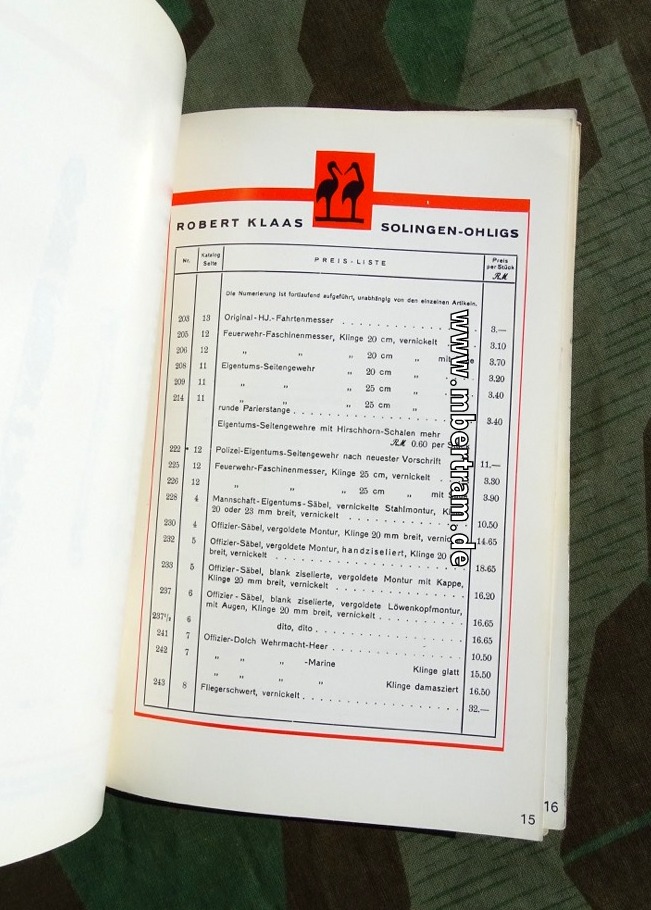 ROBERT KLAAS SOLINGEN-OHLIGS
Nr. Katalog Seite PREIS-LISTE Preis per Stück RM
Die Numerierung ist fortlaufend aufgeführt, unabhängig von den einzelnen Artikeln.
203 13 Original-HJ.-Fahrtenmesser . . . . . . . . . . 3.—
205 12 Feuerwehr-Faschinenmesser, Klinge 20 cm, vernickelt . 3.10
206 12 „ „ „ 20 cm „ mit 3.70
208 11 Eigentums-Seitengewehr „ 20 cm „ 3.20
209 11 „ „ „ 25 cm „ 3.40
214 11 „ „ „ 25 cm „
runde Parierstange . . . . . . . . . . 3.40
Eigentums-Seitengewehre mit Hirschhorn-Schalen mehr
RM 0.60 per
222 12 Polizei-Eigentums-Seitengewehr nach neuester Vorschrift 11.—
225 12 Feuerwehr-Faschinenmesser, Klinge 25 cm, vernickelt . 3.30
226 12 „ „ „ 25 cm „ mit 3.90
228 4 Mannschaft-Eigentums-Säbel, vernickelte Stahlmontur,
20 oder 23 mm breit, vernickelt . . . . . . . . 10.50
230 4 Offizier-Säbel, vergoldete Montur, Klinge 20 mm breit, 14.65
232 5 Offizier-Säbel, vergoldete Montur, handziseliert, Klinge 20
breit, vernickelt . . . . . . . . . . 18.65
233 5 Offizier-Säbel, blank ziselierte, vergoldete Montur mit Kappe,
Klinge 20 mm breit, vernickelt . . . . . . . . 16.20
237 6 Offizier-Säbel, blank ziselierte, vergoldete Löwenkopfmontur,
mit Augen, Klinge 20 mm breit, vernickelt . . . . . . 16.65
237½ 6 dito, dito . . . . . . . . . . 16.65
241 7 Offizier-Dolch Wehrmacht-Heer . . . . . . . . 10.50
242 7 „ „ „ -Marine Klinge glatt 15.50
„ „ „ „ Klinge damasziert 16.50
243 8 Fliegerschwert, vernickelt . . . . . . . . . . 32.—
www.mbertram.de
15
16